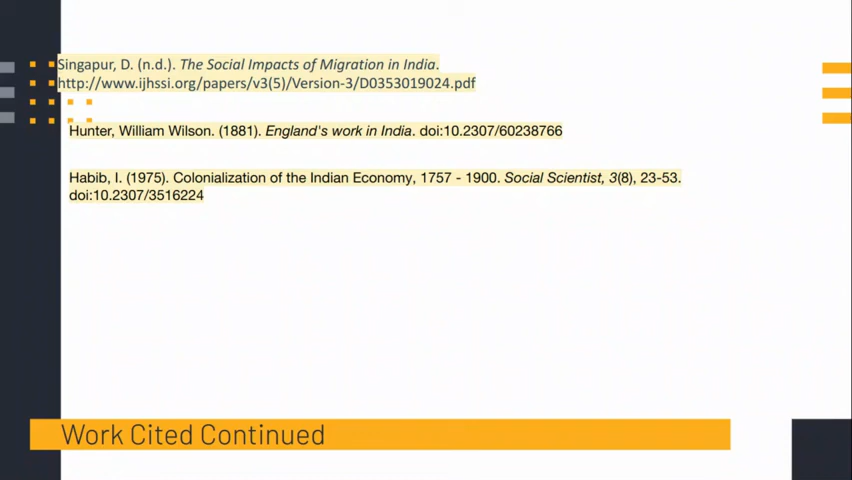 Singapur, D. (n.d.). The Social Impacts of Migration in India.
http://www.ijhssi.org/papers/v3(5)/Version-3/D0353019024.pdf
Hunter, William Wilson. (1881). England's work in India. doi:10.2307/60238766
Habib, I. (1975). Colonialization of the Indian Economy, 1757 - 1900. Social Scientist, 3(8), 23-53.
doi:10.2307/3516224
Work Cited Continued